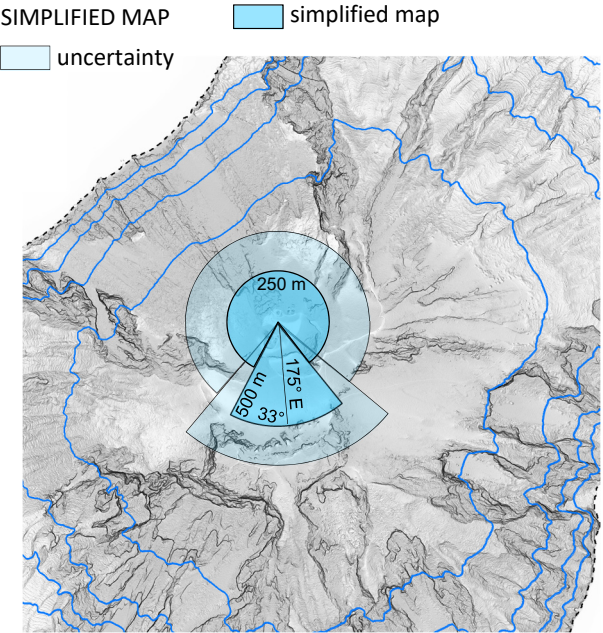 SIMPLIFIED MAP
simplified map
uncertainty
250 m
500 m
175° E
33°